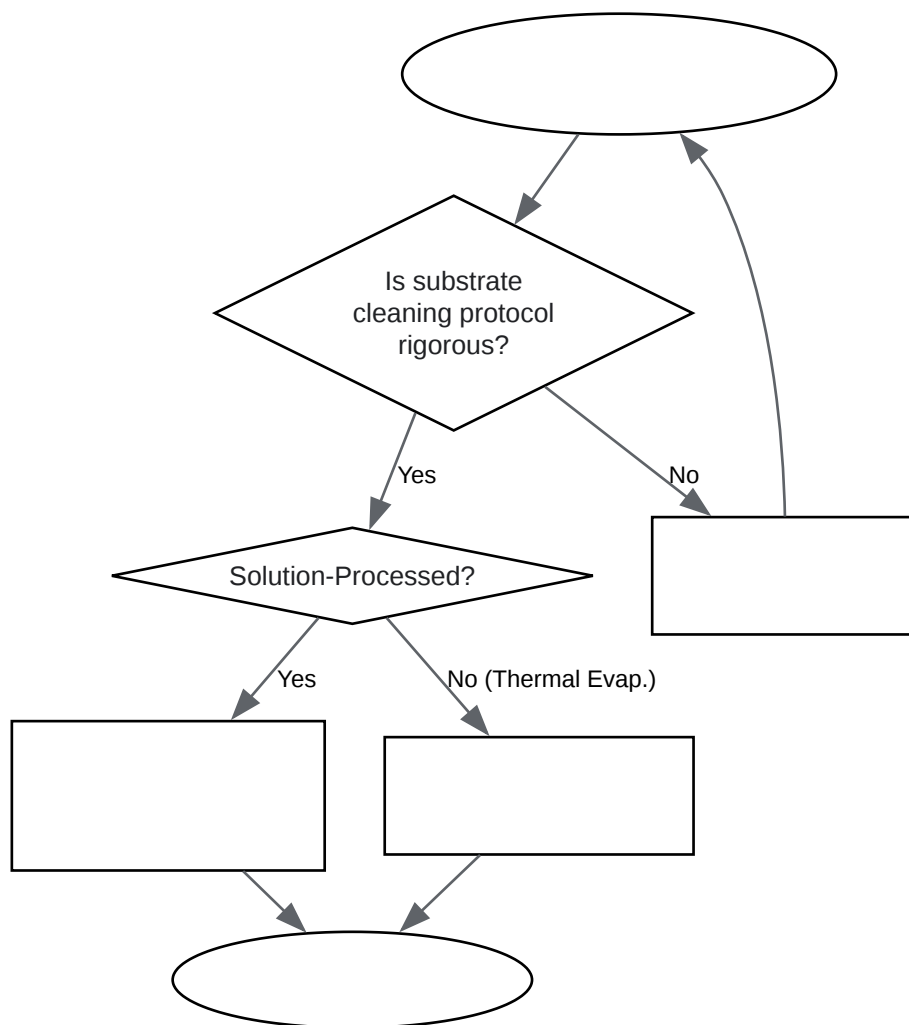 Is substrate
cleaning protocol
rigorous?
Yes
No
Solution-Processed?
Yes
No (Thermal Evap.)